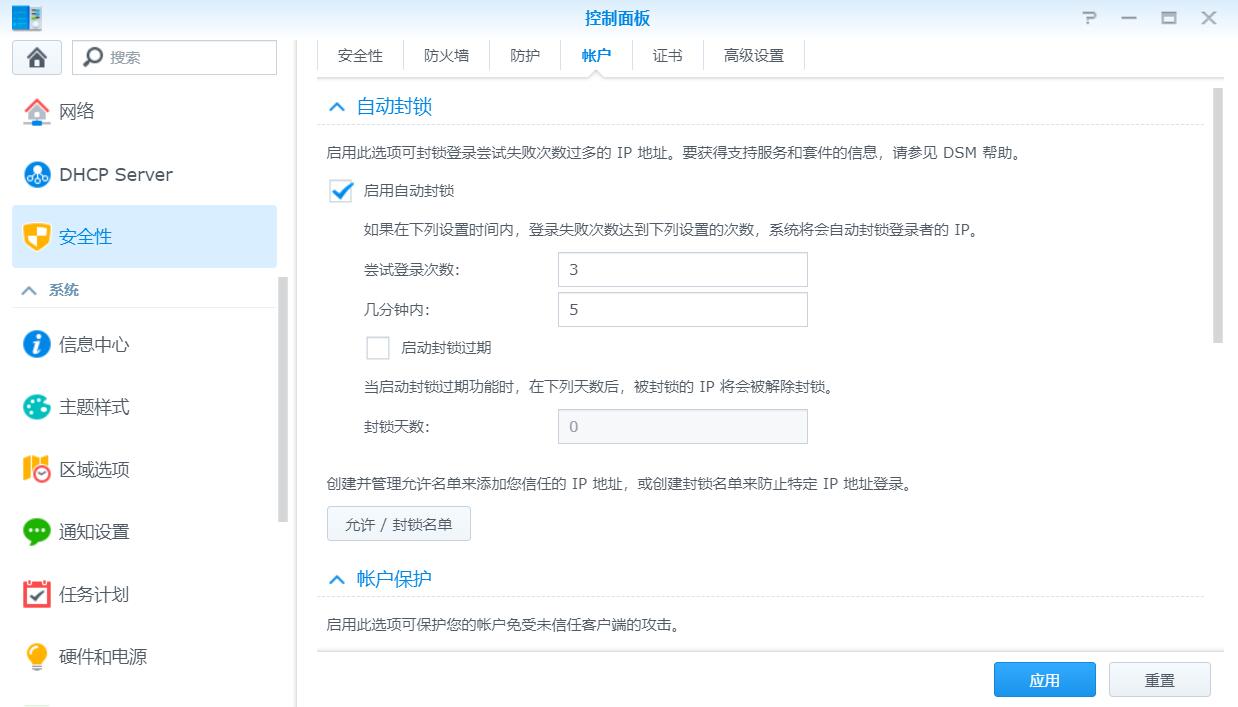 控制面板
搜索
网络
DHCP Server
安全性
系统
信息中心
主题样式
区域选项
通知设置
任务计划
硬件和电源
安全性 防火墙 防护 帐户 证书 高级设置
自动封锁
启用此选项可封锁登录尝试失败次数过多的 IP 地址。要获得支持服务和套件的信息，请参见 DSM 帮助。
启用自动封锁
如果在下列设置时间内，登录失败次数达到下列设置的次数，系统将会自动封锁登录者的 IP。
尝试登录次数: 3
几分钟内: 5
启动封锁过期
当启动封锁过期功能时，在下列天数后，被封锁的 IP 将会被解除封锁。
封锁天数: 0
创建并管理允许名单来添加您信任的 IP 地址，或创建封锁名单来防止特定 IP 地址登录。
允许 / 封锁名单
帐户保护
启用此选项可保护您的帐户免受未信任客户端的攻击。
应用 重置